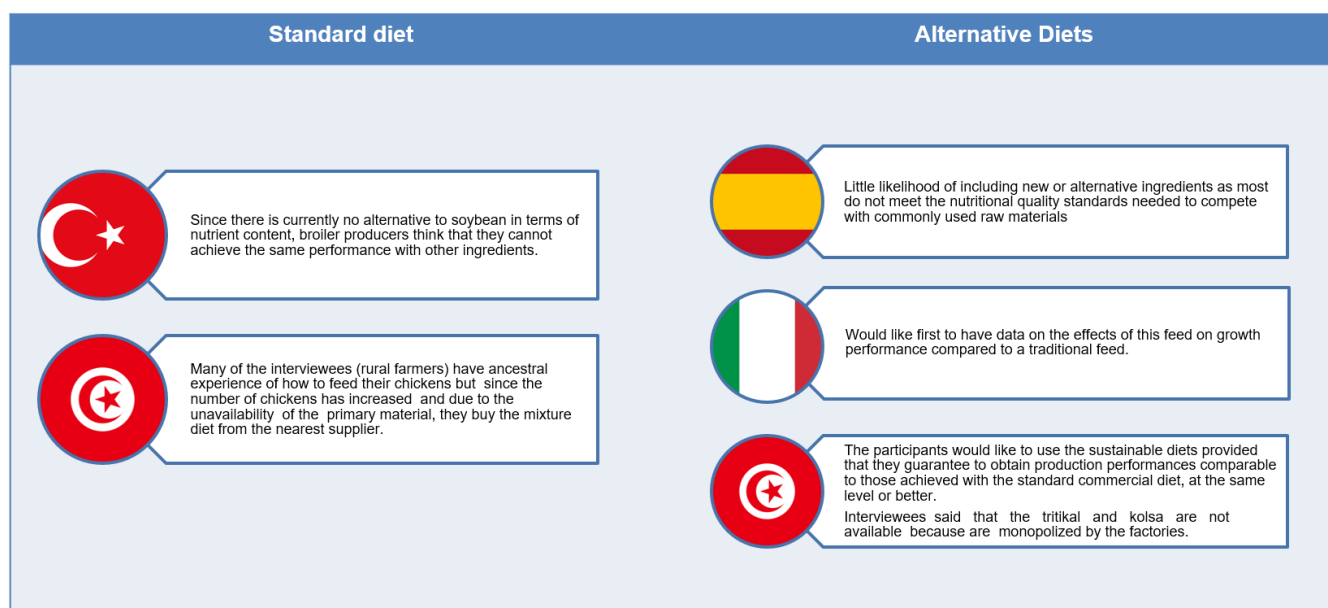 Standard diet
Alternative Diets
Since there is currently no alternative to soybean in terms of
nutrient content, broiler producers think that they cannot
achieve the same performance with other ingredients.
Many of the interviewees (rural farmers) have ancestral
experience of how to feed their chickens but since the
number of chickens has increased and due to the
unavailability of the primary material, they buy the mixture
diet from the nearest supplier.
Little likelihood of including new or alternative ingredients as most
do not meet the nutritional quality standards needed to compete
with commonly used raw materials
Would like first to have data on the effects of this feed on growth
performance compared to a traditional feed.
The participants would like to use the sustainable diets provided
that they guarantee to obtain production performances comparable
to those achieved with the standard commercial diet, at the same
level or better.
Interviewees said that the tritikal and kolsa are not
available because are monopolized by the factories.